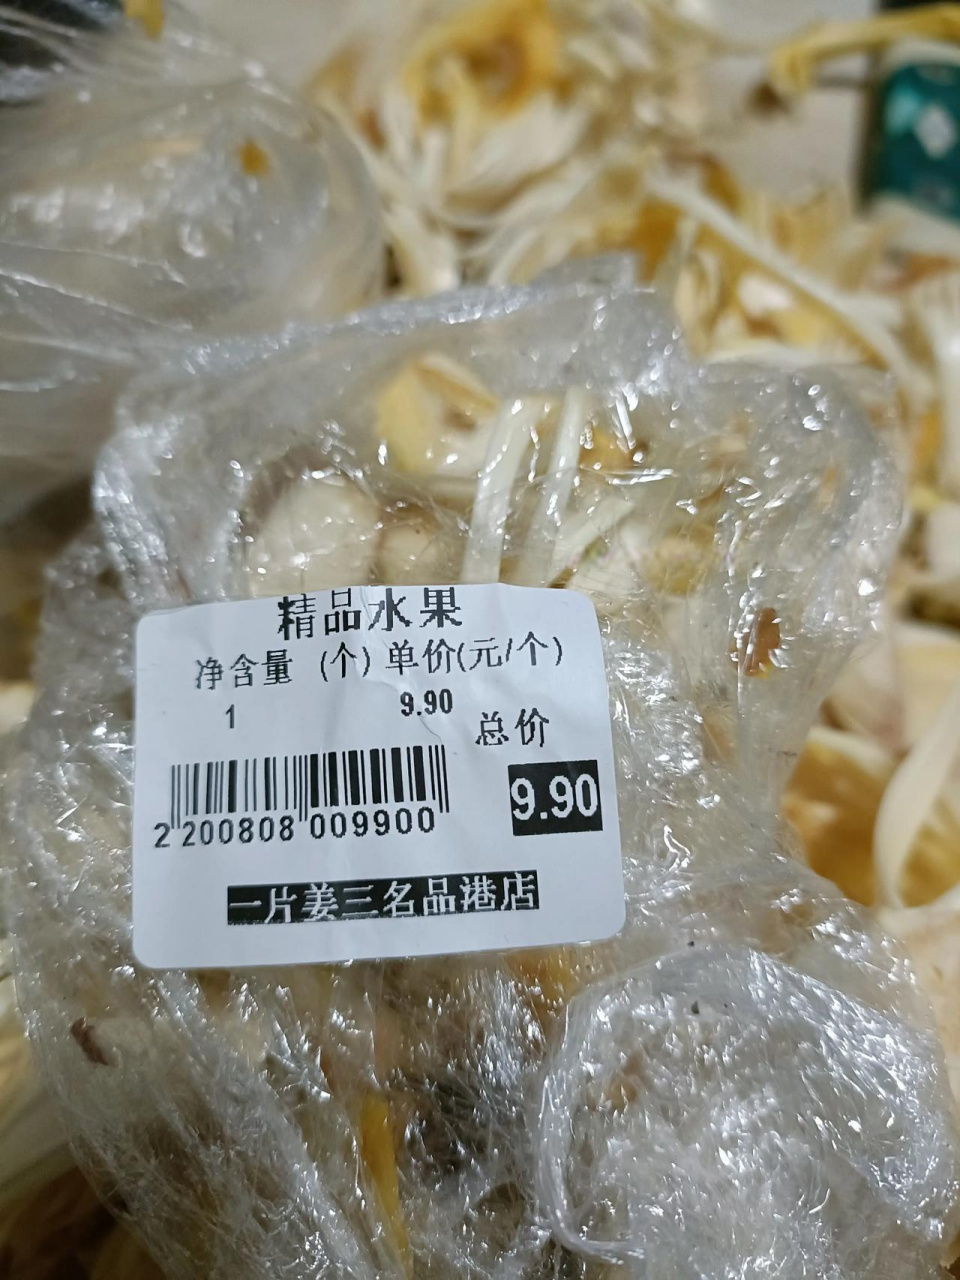 精品水果
净含量 (个) 单价(元/个)
1 9.90
总价
9.90
2 200808 009900
一片姜三名品港店